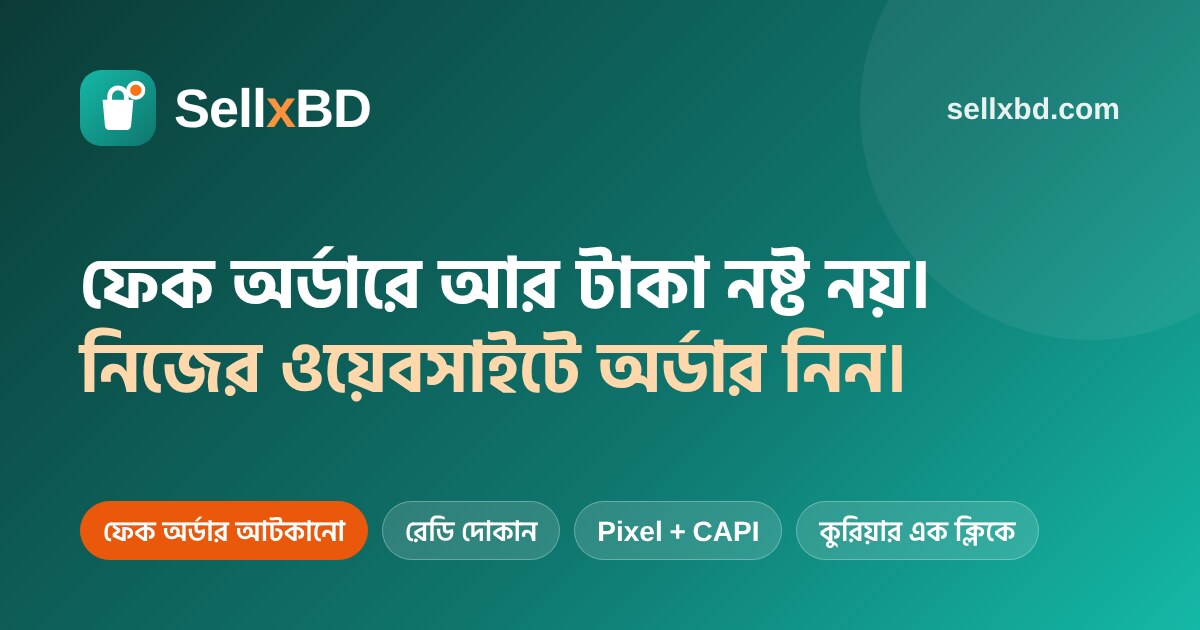 SellxBD
sellxbd.com
ফেক অর্ডারে আর টাকা নষ্ট নয়।
নিজের ওয়েবসাইটে অর্ডার নিন।
ফেক অর্ডার আটকানো
রেডি দোকান
Pixel + CAPI
কুরিয়ার এক ক্লিকে